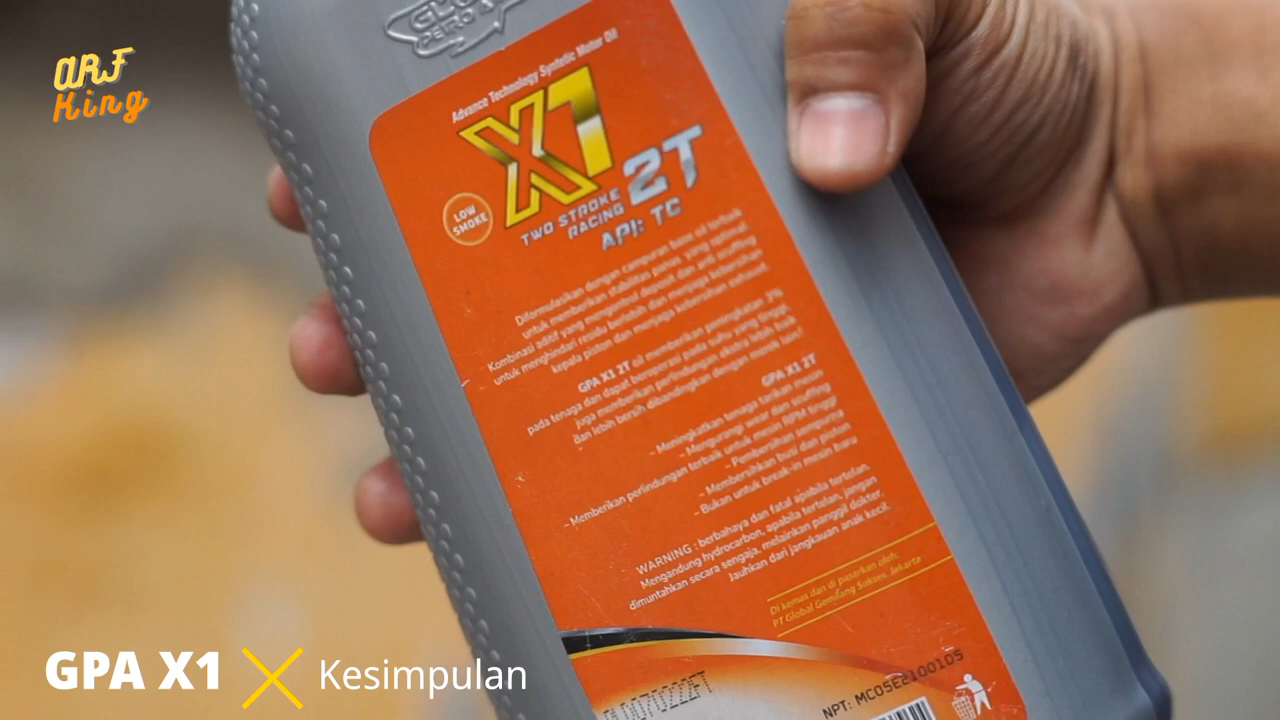 ARF
King
GLO
PETRO
Advance Technology Syntetic Motor Oil
X1
2T
LOW
SMOKE
TWO STROKE
RACING
API: TC
Diformulasikan dengan campuran base oil terbaik
untuk memberikan stabilitas panas yang optimal
Kombinasi aditif yang mengontrol deposit dan anti scuffing
untuk menghindari residu berlebih dan menjaga kebersihan
kepala piston dan menjaga kebersihan exhaust.
GPA X1 2T oil memberikan peningkatan 3%
pada tenaga dan dapat beroperasi pada suhu yang tinggi,
juga memberikan perlindungan ekstra lebih baik
dan lebih bersih dibandingkan dengan merek lain!
GPA X1 2T
- Meningkatkan tenaga tarikan mesin
- Mengurangi wear dan scuffing
- Memberikan perlindungan terbaik untuk mesin RPM tinggi
- Pembersihan sempurna
- Membersihkan busi dan piston
- Bukan untuk break-in mesin baru
WARNING : berbahaya dan fatal apabila tertelan.
Mengandung hydrocarbon, apabila tertelan, jangan
dimuntahkan secara sengaja, melainkan panggil dokter.
Jauhkan dari jangkauan anak kecil.
Di kemas dan di pasarkan oleh:
PT Global Gemilang Sukses, Jakarta
NPT: MC05E2100105
GPA X1 Kesimpulan